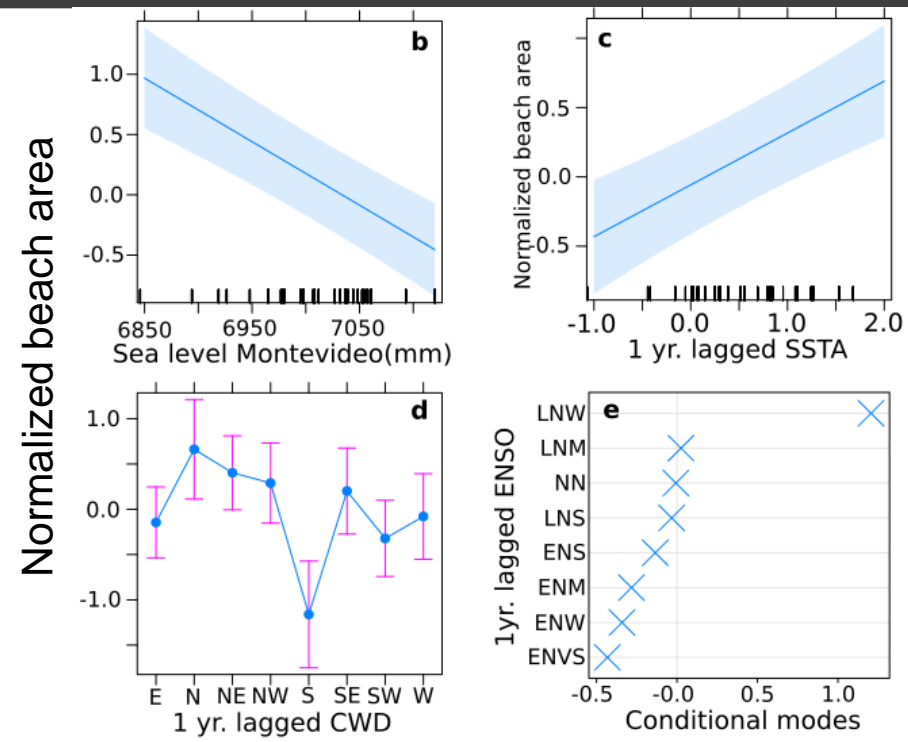 Normalized beach area
b
1.0
0.5
0.0
-0.5
6850 6950 7050
Sea level Montevideo(mm)
c
Normalized beach area
0.5
0.0
-0.5
-1.0 0.0 1.0 2.0
1 yr. lagged SSTA
d
1.0
0.0
-1.0
E N NE NW S SE SW W
1 yr. lagged CWD
e
1yr. lagged ENSO
LNW
LNM
NN
LNS
ENS
ENM
ENW
ENVS
-0.5 -0.0 0.5 1.0
Conditional modes